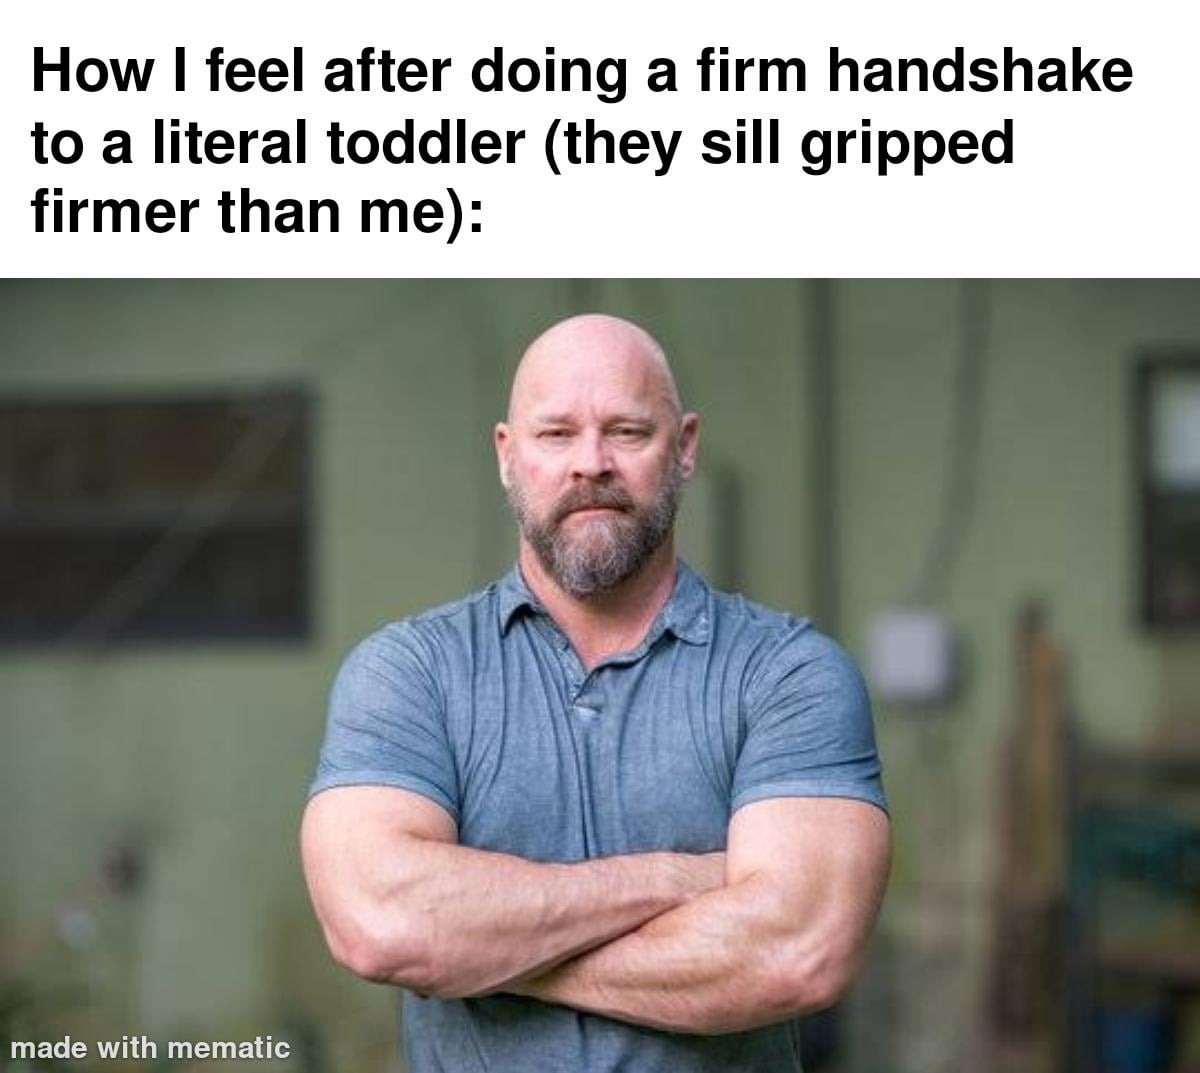 How I feel after doing a firm handshake
to a literal toddler (they sill gripped
firmer than me):
made with mematic